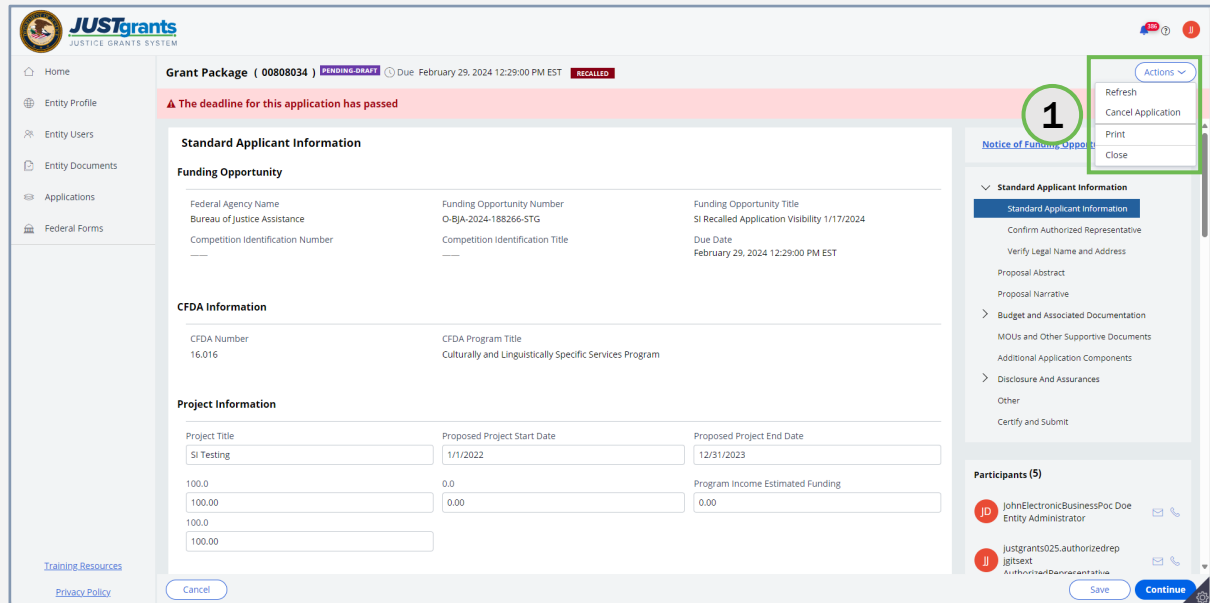 JUSTgrants
JUSTICE GRANTS SYSTEM
386
JJ
Home
Entity Profile
Entity Users
Entity Documents
Applications
Federal Forms
Training Resources
Privacy Policy
Grant Package ( 00808034 ) PENDING-DRAFT Due February 29, 2024 12:29:00 PM EST RECALLED
Actions
Refresh
Cancel Application
Print
Close
1
The deadline for this application has passed
Standard Applicant Information
Funding Opportunity
Federal Agency Name Funding Opportunity Number Funding Opportunity Title
Bureau of Justice Assistance O-BJA-2024-188266-STG SI Recalled Application Visibility 1/17/2024
Competition Identification Number Competition Identification Title Due Date
—— —— February 29, 2024 12:29:00 PM EST
CFDA Information
CFDA Number CFDA Program Title
16.016 Culturally and Linguistically Specific Services Program
Project Information
Project Title Proposed Project Start Date Proposed Project End Date
SI Testing 1/1/2022 12/31/2023
100.0 0.0 Program Income Estimated Funding
100.00 0.00 0.00
100.0
100.00
Notice of Funding
Standard Applicant Information
Standard Applicant Information
Confirm Authorized Representative
Verify Legal Name and Address
Proposal Abstract
Proposal Narrative
Budget and Associated Documentation
MOUs and Other Supportive Documents
Additional Application Components
Disclosure And Assurances
Other
Certify and Submit
Participants (5)
JD JohnElectronicBusinessPoc Doe
Entity Administrator
JJ justgrants025.authorizedrep
jgitsext
AuthorizedRepresentative
Cancel Save Continue